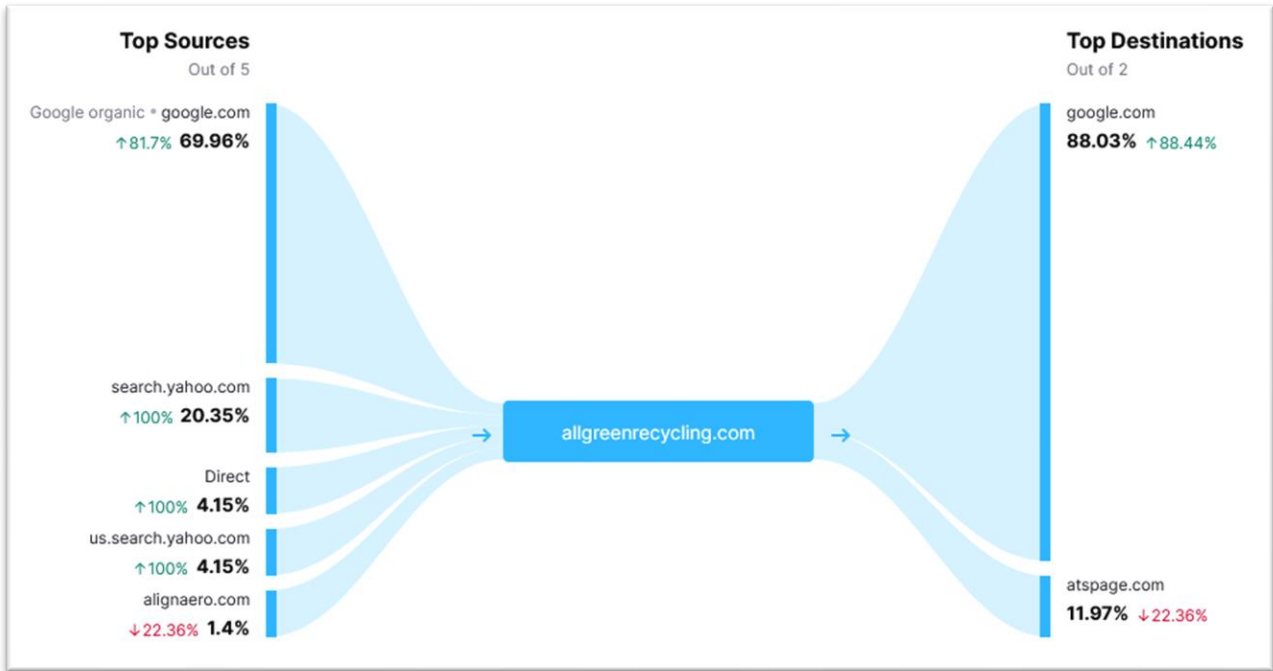 Top Sources
Out of 5
Google organic • google.com
↑81.7% 69.96%
search.yahoo.com
↑100% 20.35%
Direct
↑100% 4.15%
us.search.yahoo.com
↑100% 4.15%
alignaero.com
↓22.36% 1.4%
→ allgreenrecycling.com →
Top Destinations
Out of 2
google.com
88.03% ↑88.44%
atspage.com
11.97% ↓22.36%